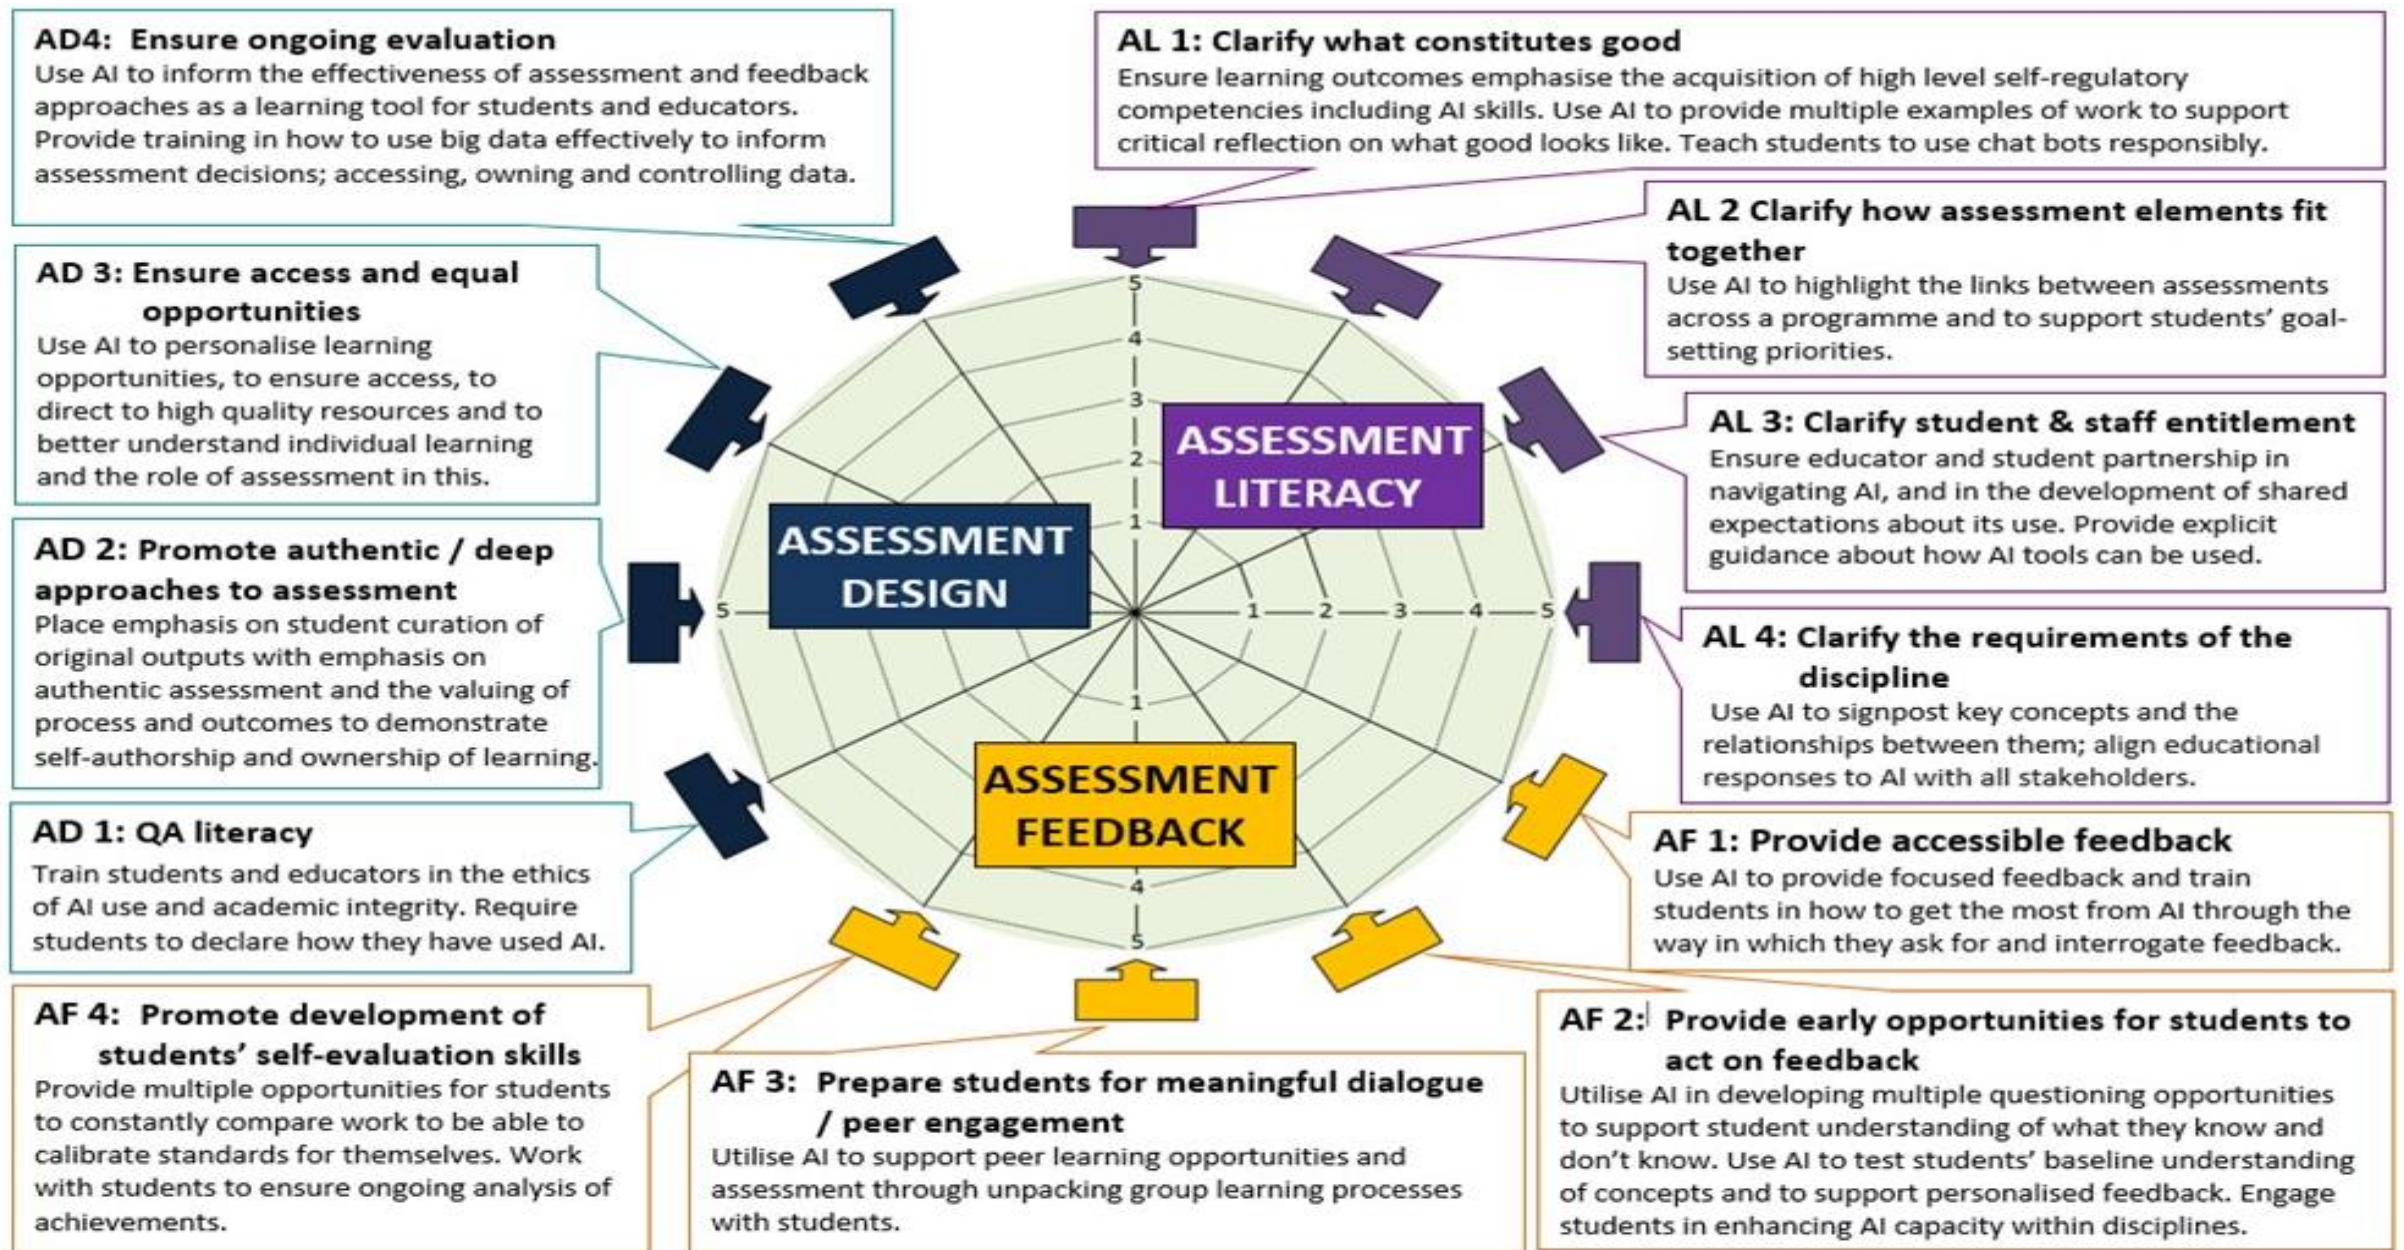 AD4: Ensure ongoing evaluation
Use AI to inform the effectiveness of assessment and feedback
approaches as a learning tool for students and educators.
Provide training in how to use big data effectively to inform
assessment decisions; accessing, owning and controlling data.
AL 1: Clarify what constitutes good
Ensure learning outcomes emphasise the acquisition of high level self-regulatory
competencies including AI skills. Use AI to provide multiple examples of work to support
critical reflection on what good looks like. Teach students to use chat bots responsibly.
AL 2 Clarify how assessment elements fit
together
Use AI to highlight the links between assessments
across a programme and to support students’ goal-
setting priorities.
AD 3: Ensure access and equal
opportunities
Use AI to personalise learning
opportunities, to ensure access, to
direct to high quality resources and to
better understand individual learning
and the role of assessment in this.
AL 3: Clarify student & staff entitlement
Ensure educator and student partnership in
navigating AI, and in the development of shared
expectations about its use. Provide explicit
guidance about how AI tools can be used.
AD 2: Promote authentic / deep
approaches to assessment
Place emphasis on student curation of
original outputs with emphasis on
authentic assessment and the valuing of
process and outcomes to demonstrate
self-authorship and ownership of learning.
AL 4: Clarify the requirements of the
discipline
Use AI to signpost key concepts and the
relationships between them; align educational
responses to AI with all stakeholders.
AD 1: QA literacy
Train students and educators in the ethics
of AI use and academic integrity. Require
students to declare how they have used AI.
AF 1: Provide accessible feedback
Use AI to provide focused feedback and train
students in how to get the most from AI through the
way in which they ask for and interrogate feedback.
AF 4: Promote development of
students’ self-evaluation skills
Provide multiple opportunities for students
to constantly compare work to be able to
calibrate standards for themselves. Work
with students to ensure ongoing analysis of
achievements.
AF 3: Prepare students for meaningful dialogue
/ peer engagement
Utilise AI to support peer learning opportunities and
assessment through unpacking group learning processes
with students.
AF 2: Provide early opportunities for students to
act on feedback
Utilise AI in developing multiple questioning opportunities
to support student understanding of what they know and
don’t know. Use AI to test students’ baseline understanding
of concepts and to support personalised feedback. Engage
students in enhancing AI capacity within disciplines.
5
4
3
2
1
ASSESSMENT
LITERACY
ASSESSMENT
DESIGN
5
1 2 3 4 5
1
ASSESSMENT
FEEDBACK
4
5